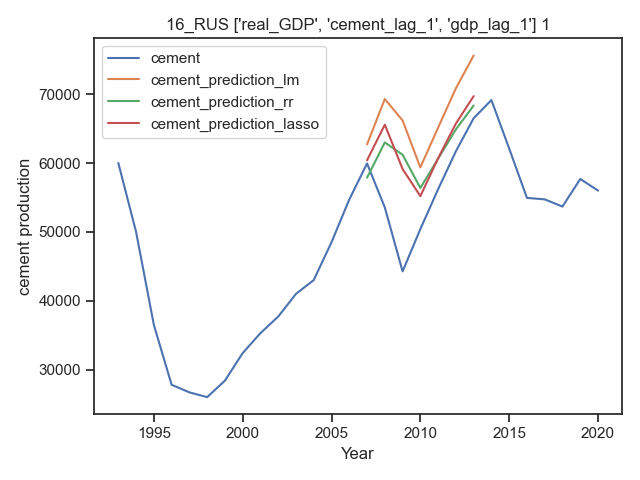 16_RUS ['real_GDP', 'cement_lag_1', 'gdp_lag_1'] 1
cement
cement_prediction_lm
cement_prediction_rr
cement_prediction_lasso
cement production
70000
60000
50000
40000
30000
1995 2000 2005 2010 2015 2020
Year